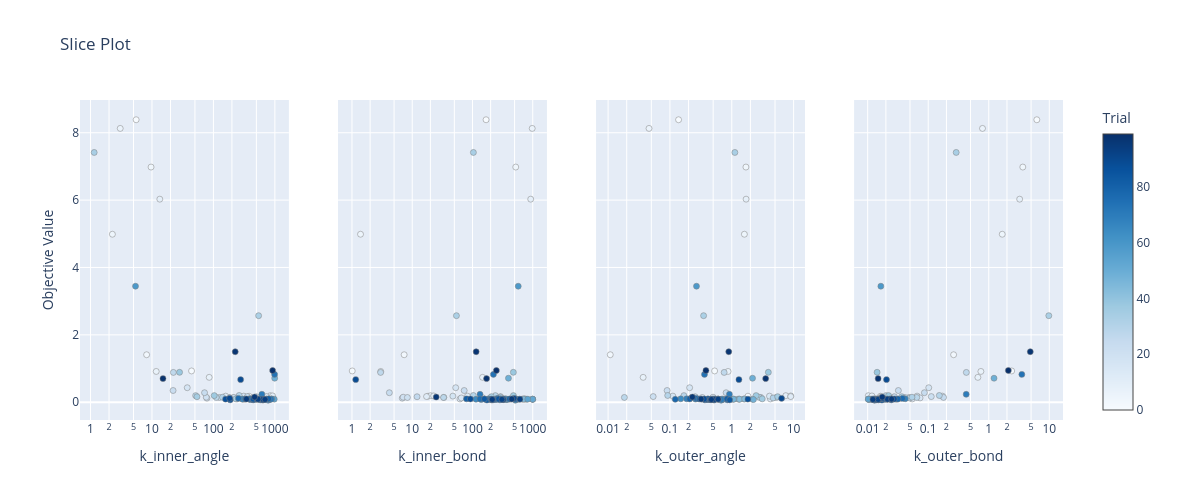 Slice Plot
Trial
Objective Value
8
6
4
2
0
1 2 5 10 2 5 100 2 5 1000
1 2 5 10 2 5 100 2 5 1000
0.01 2 5 0.1 2 5 1 2 5 10
0.01 2 5 0.1 2 5 1 2 5 10
k_inner_angle
k_inner_bond
k_outer_angle
k_outer_bond
80
60
40
20
0